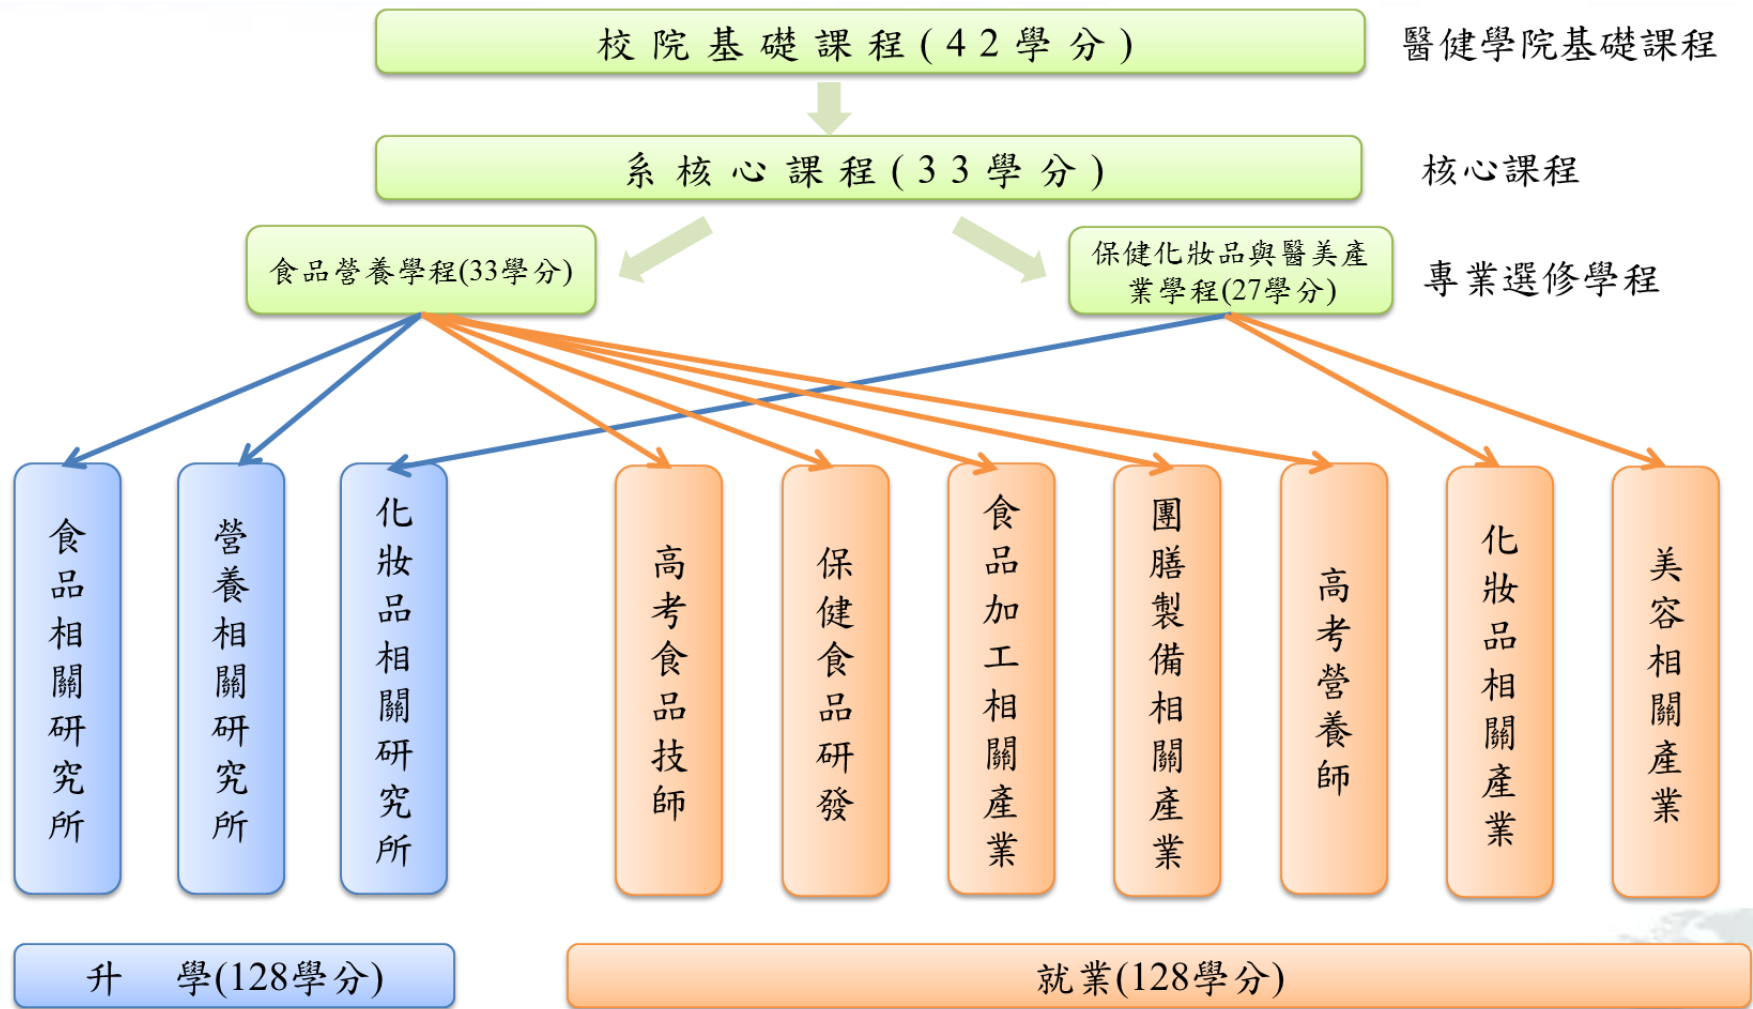 校院基礎課程(42學分)
醫健學院基礎課程
系核心課程(33學分)
核心課程
食品營養學程(33學分)
保健化妝品與醫美產
業學程(27學分)
專業選修學程
食品相關研究所
營養相關研究所
化妝品相關研究所
高考食品技師
保健食品研發
食品加工相關產業
團膳製備相關產業
高考營養師
化妝品相關產業
美容相關產業
升 學(128學分)
就業(128學分)